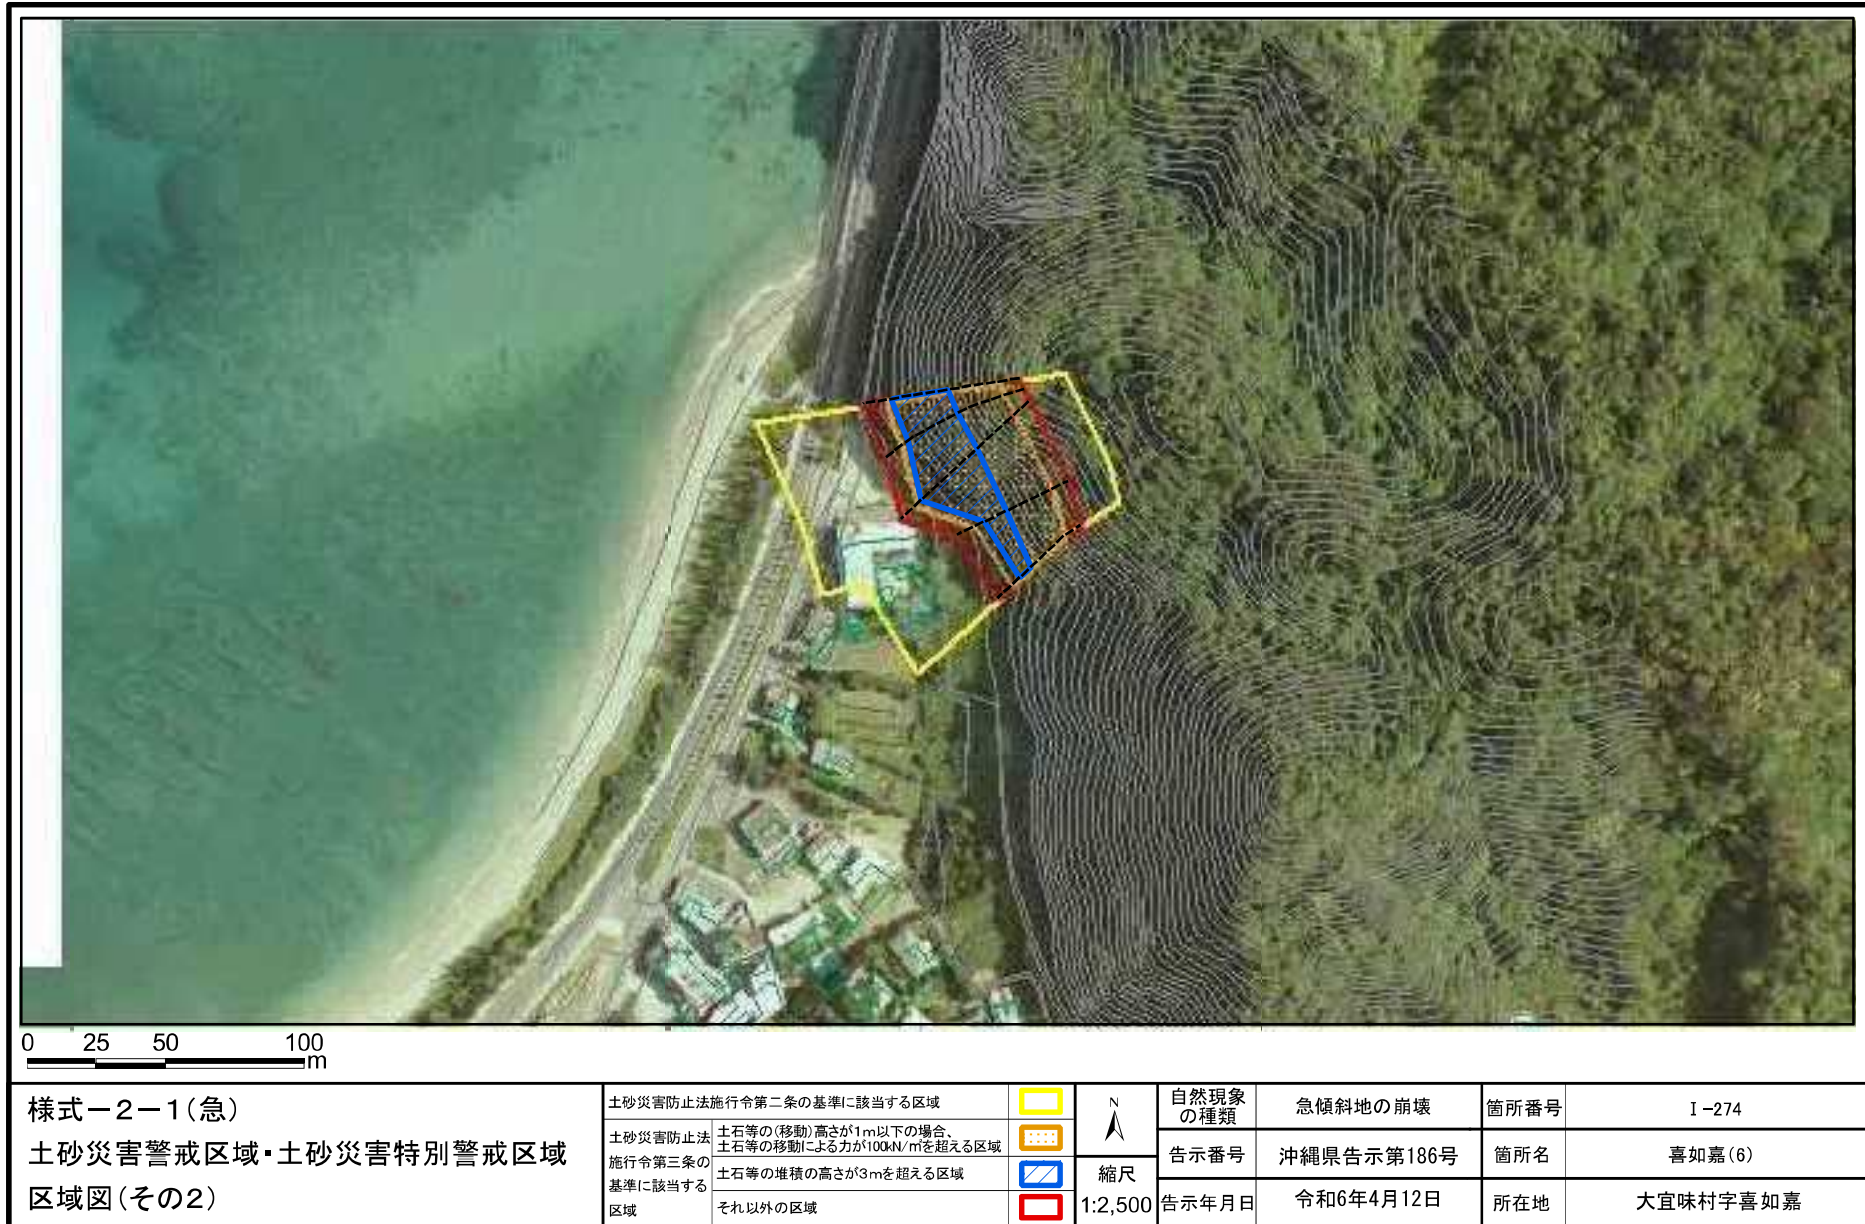 0 25 50 100
m
様式－2－1(急)
土砂災害警戒区域・土砂災害特別警戒区域
区域図(その2)
土砂災害防止法施行令第二条の基準に該当する区域
土砂災害防止法
施行令第三条の
基準に該当する
区域
土石等の(移動)高さが1m以下の場合、
土石等の移動による力が100kN/㎡を超える区域
土石等の堆積の高さが3mを超える区域
それ以外の区域
N
縮尺
1:2,500
自然現象
の種類
急傾斜地の崩壊
箇所番号
Ⅰ-274
告示番号
沖縄県告示第186号
箇所名
喜如嘉(6)
告示年月日
令和6年4月12日
所在地
大宜味村字喜如嘉